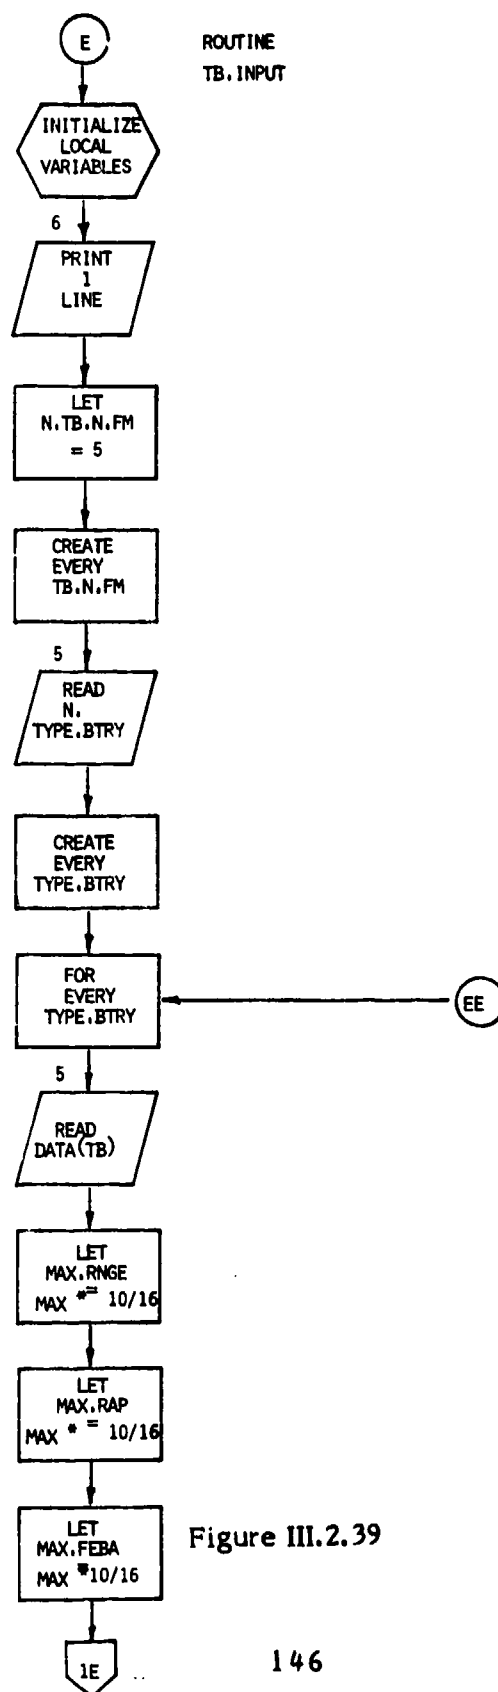 E
ROUTINE
TB.INPUT
INITIALIZE
LOCAL
VARIABLES
6
PRINT
1
LINE
LET
N.TB.N.FM
= 5
CREATE
EVERY
TB.N.FM
5
READ
N.
TYPE.BTRY
CREATE
EVERY
TYPE.BTRY
FOR
EVERY
TYPE.BTRY
EE
5
READ
DATA(TB)
LET
MAX.RNGE
MAX *= 10/16
LET
MAX.RAP
MAX * = 10/16
LET
MAX.FEBA
MAX *=10/16
Figure III.2.39
1E
146